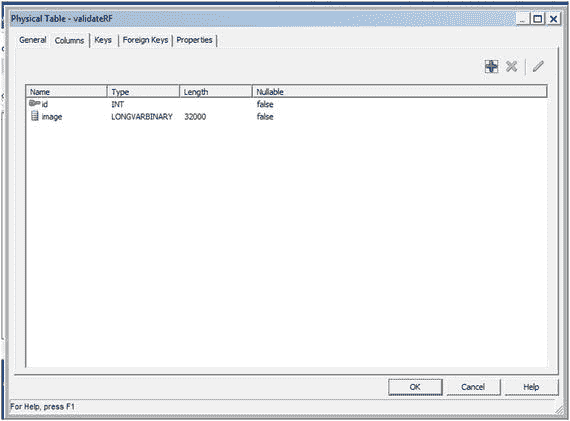 Physical Table - validateRF
General Columns Keys Foreign Keys Properties
Name Type Length Nullable
id INT false
image LONGVARBINARY 32000 false
OK Cancel Help
For Help, press F1